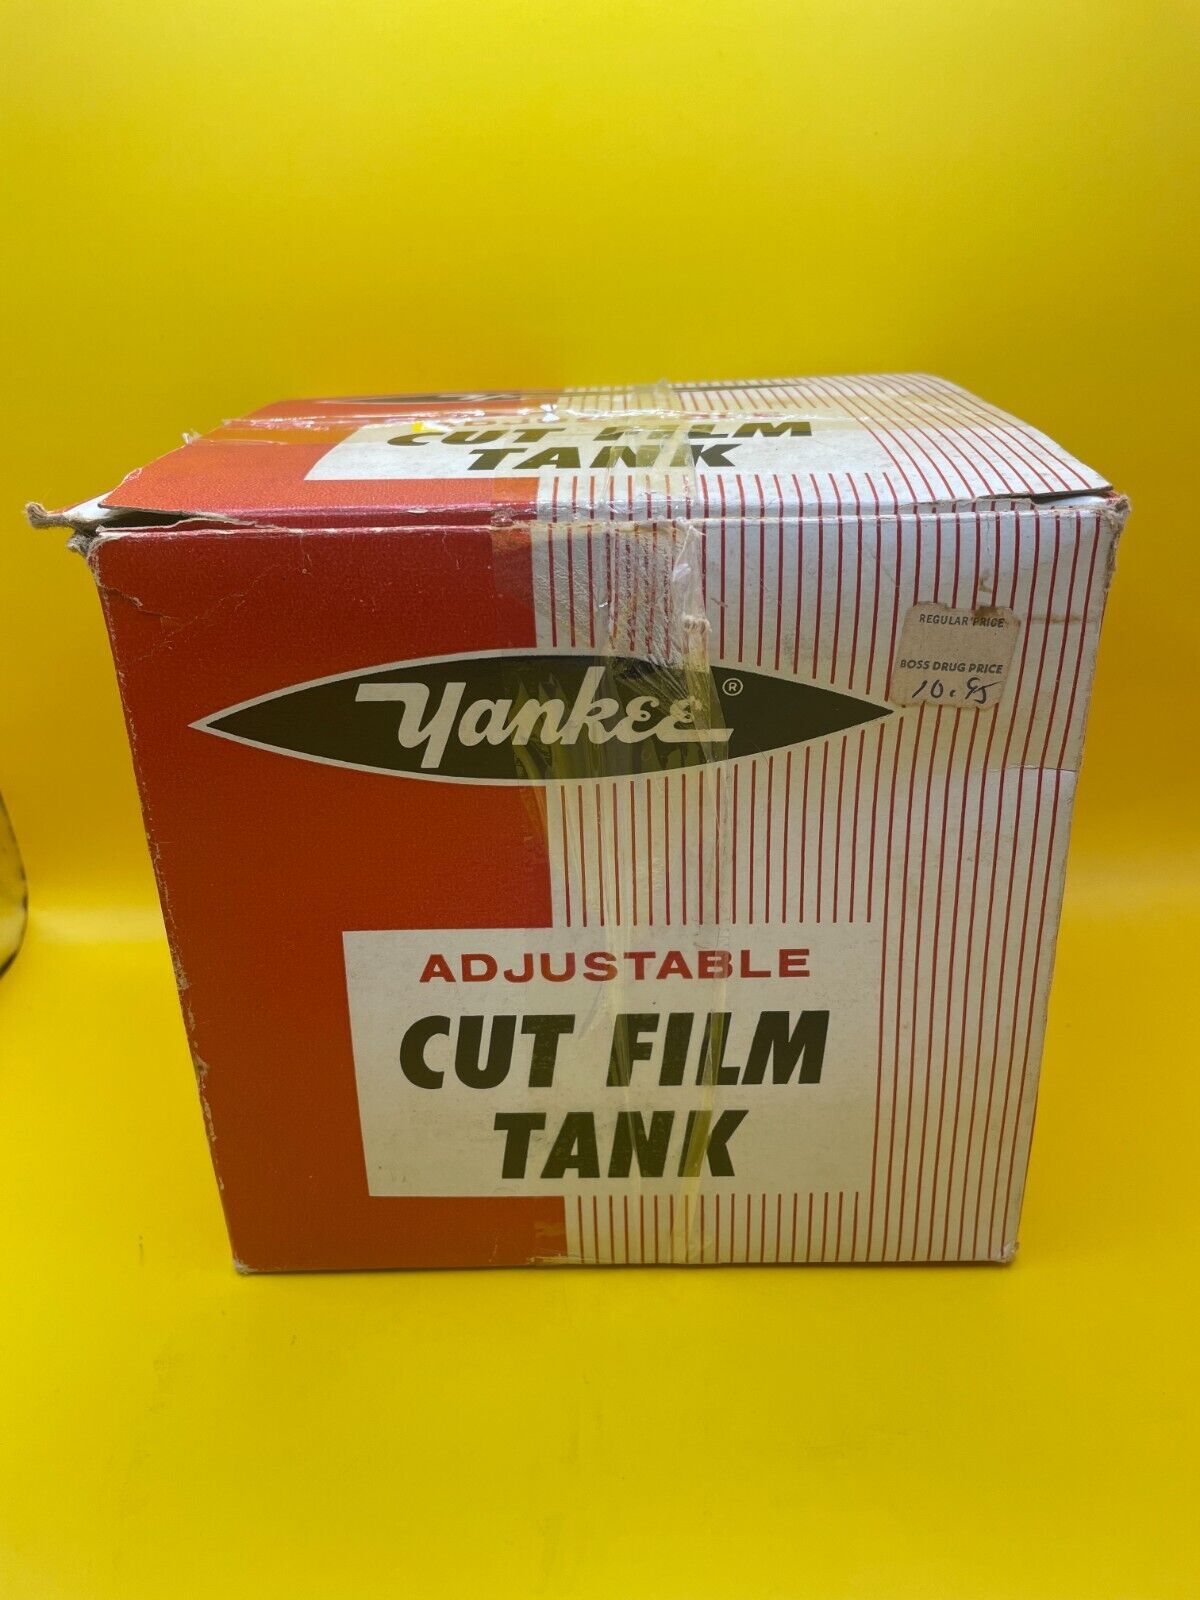 CUT FILM
TANK
REGULAR PRICE
BOSS DRUG PRICE
10.95
Yankee ®
ADJUSTABLE
CUT FILM
TANK